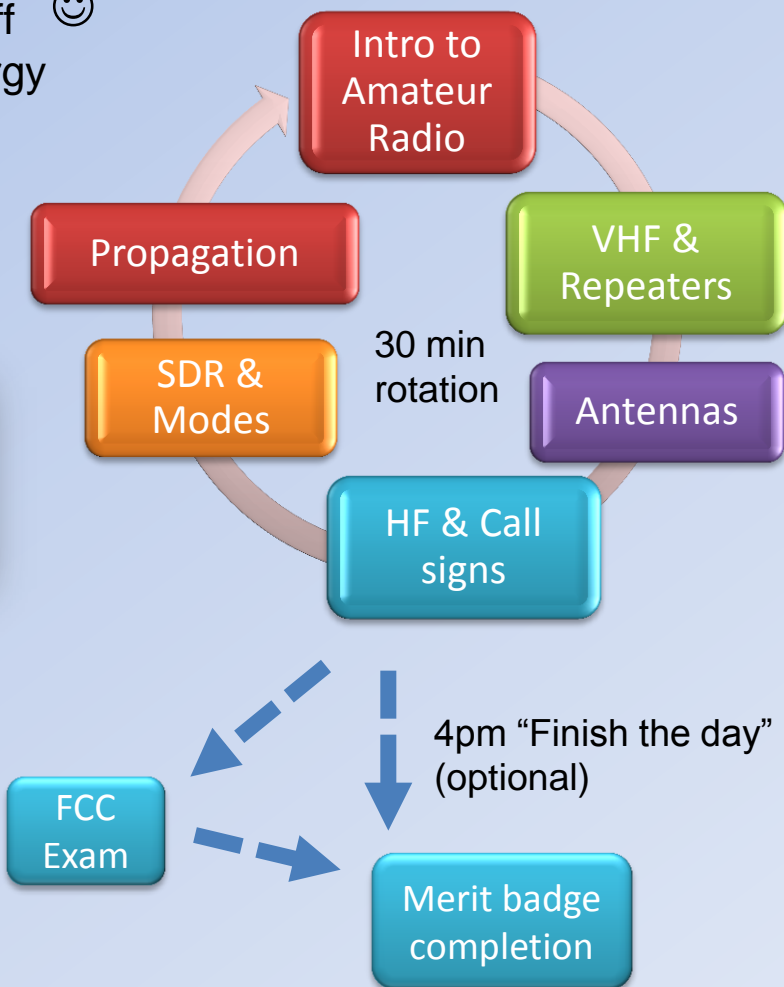 Intro to
Amateur
Radio
VHF &
Repeaters
Antennas
HF & Call
signs
SDR &
Modes
Propagation
30 min
rotation
4pm “Finish the day”
(optional)
FCC
Exam
Merit badge
completion